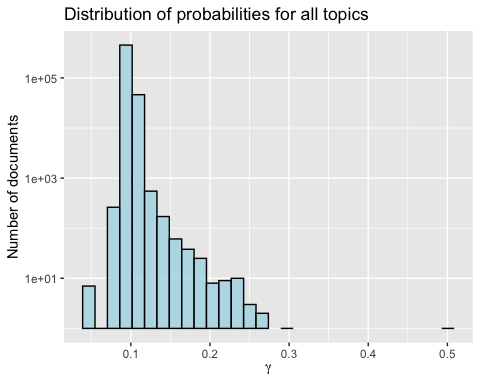 Distribution of probabilities for all topics
Number of documents
1e+05
1e+03
1e+01
0.1 0.2 0.3 0.4 0.5
γ